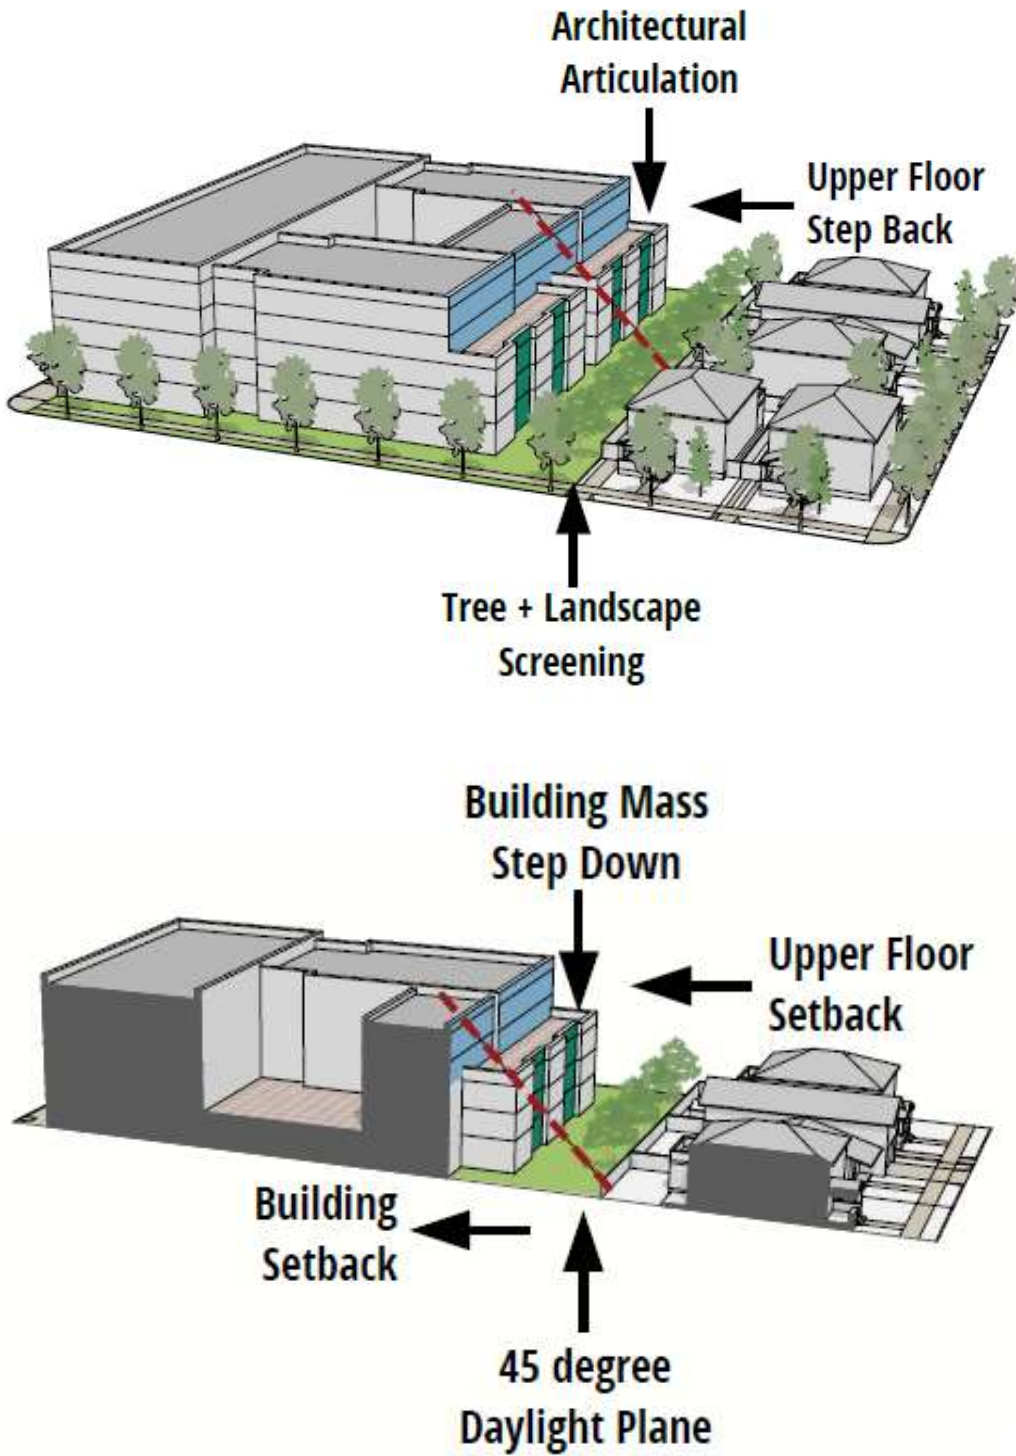 Architectural
Articulation
Upper Floor
Step Back
Tree + Landscape
Screening
Building Mass
Step Down
Upper Floor
Setback
Building
Setback
45 degree
Daylight Plane